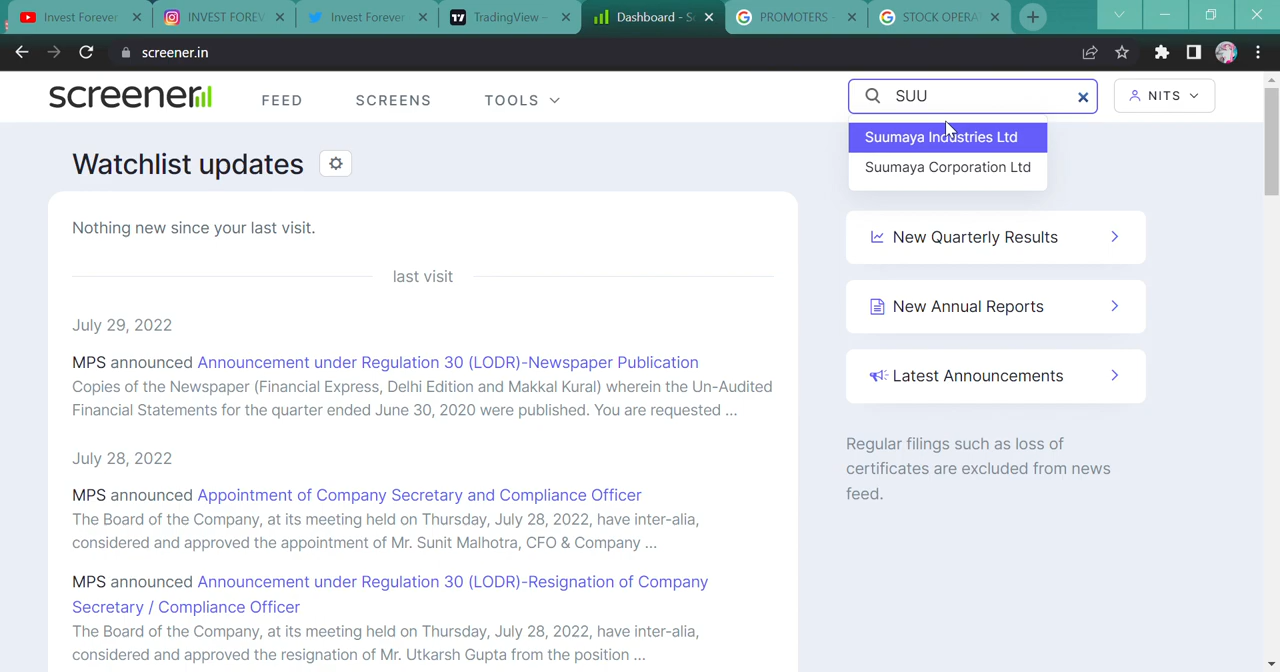 Invest Forever
INVEST FOREV
Invest Forever
TradingView –
Dashboard - S
PROMOTERS -
STOCK OPERA
screener.in
screener
FEED
SCREENS
TOOLS
SUU
NITS
Suumaya Industries Ltd
Suumaya Corporation Ltd
Watchlist updates
Nothing new since your last visit.
last visit
July 29, 2022
MPS announced Announcement under Regulation 30 (LODR)-Newspaper Publication
Copies of the Newspaper (Financial Express, Delhi Edition and Makkal Kural) wherein the Un-Audited
Financial Statements for the quarter ended June 30, 2020 were published. You are requested ...
July 28, 2022
MPS announced Appointment of Company Secretary and Compliance Officer
The Board of the Company, at its meeting held on Thursday, July 28, 2022, have inter-alia,
considered and approved the appointment of Mr. Sunit Malhotra, CFO & Company ...
MPS announced Announcement under Regulation 30 (LODR)-Resignation of Company
Secretary / Compliance Officer
The Board of the Company, at its meeting held on Thursday, July 28, 2022, have inter-alia,
considered and approved the resignation of Mr. Utkarsh Gupta from the position ...
New Quarterly Results
New Annual Reports
Latest Announcements
Regular filings such as loss of
certificates are excluded from news
feed.